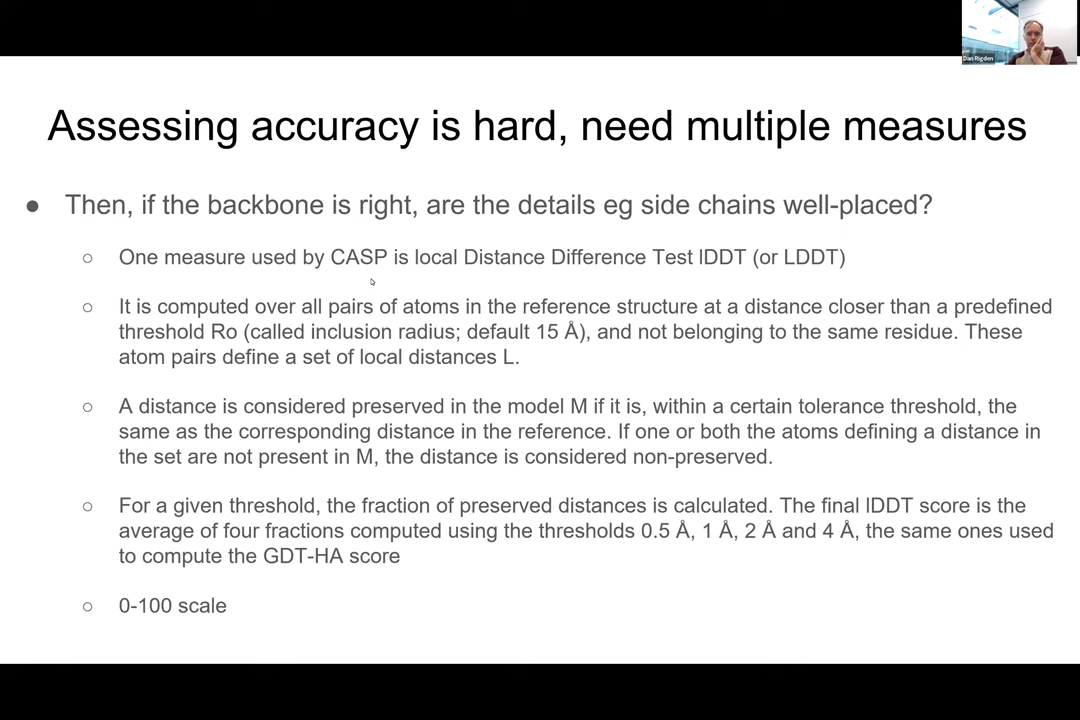 Dan Rigden
Assessing accuracy is hard, need multiple measures
● Then, if the backbone is right, are the details eg side chains well-placed?
○ One measure used by CASP is local Distance Difference Test lDDT (or LDDT)
○ It is computed over all pairs of atoms in the reference structure at a distance closer than a predefined
threshold Ro (called inclusion radius; default 15 Å), and not belonging to the same residue. These
atom pairs define a set of local distances L.
○ A distance is considered preserved in the model M if it is, within a certain tolerance threshold, the
same as the corresponding distance in the reference. If one or both the atoms defining a distance in
the set are not present in M, the distance is considered non-preserved.
○ For a given threshold, the fraction of preserved distances is calculated. The final lDDT score is the
average of four fractions computed using the thresholds 0.5 Å, 1 Å, 2 Å and 4 Å, the same ones used
to compute the GDT-HA score
○ 0-100 scale